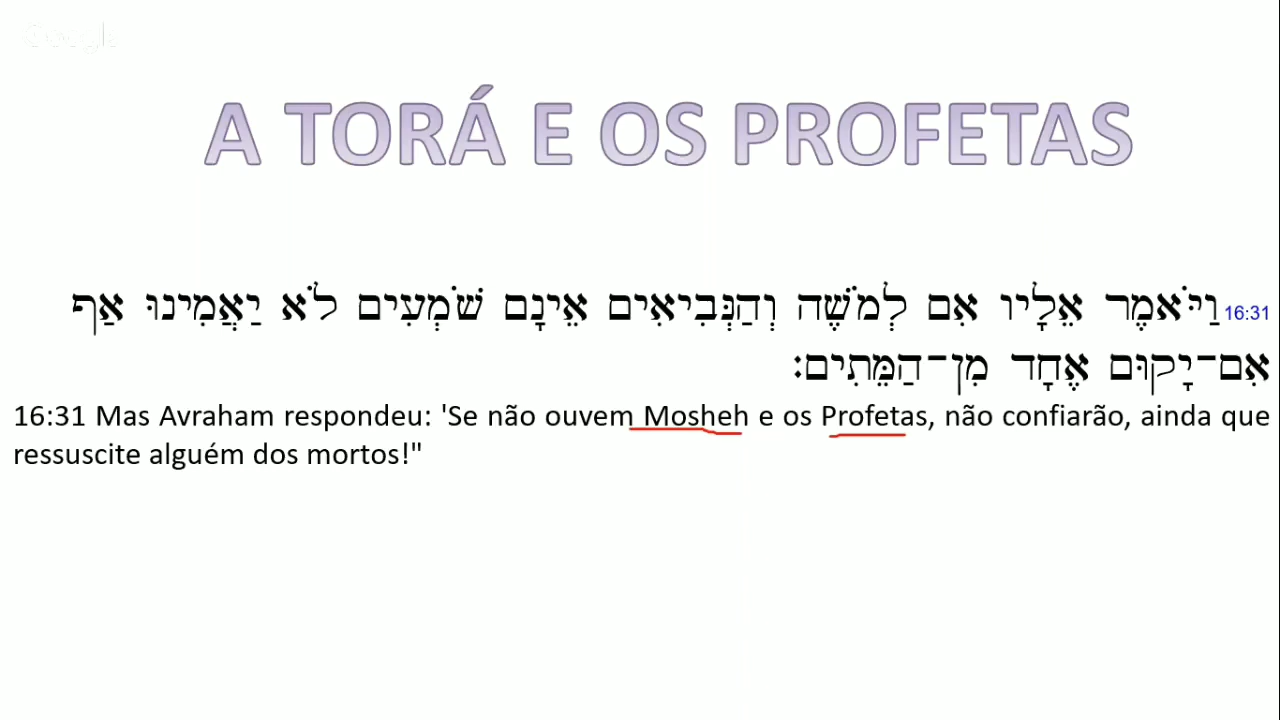 Google
A TORÁ E OS PROFETAS
16:31 וַיֹּאמֶר אֵלָיו אִם לְמֹשֶׁה וְהַנְּבִיאִים אֵינָם שֹׁמְעִים לֹא יַאֲמִינוּ אַף
אִם־יָקוּם אֶחָד מִן־הַמֵּתִים׃
16:31 Mas Avraham respondeu: 'Se não ouvem Mosheh e os Profetas, não confiarão, ainda que
ressuscite alguém dos mortos!"